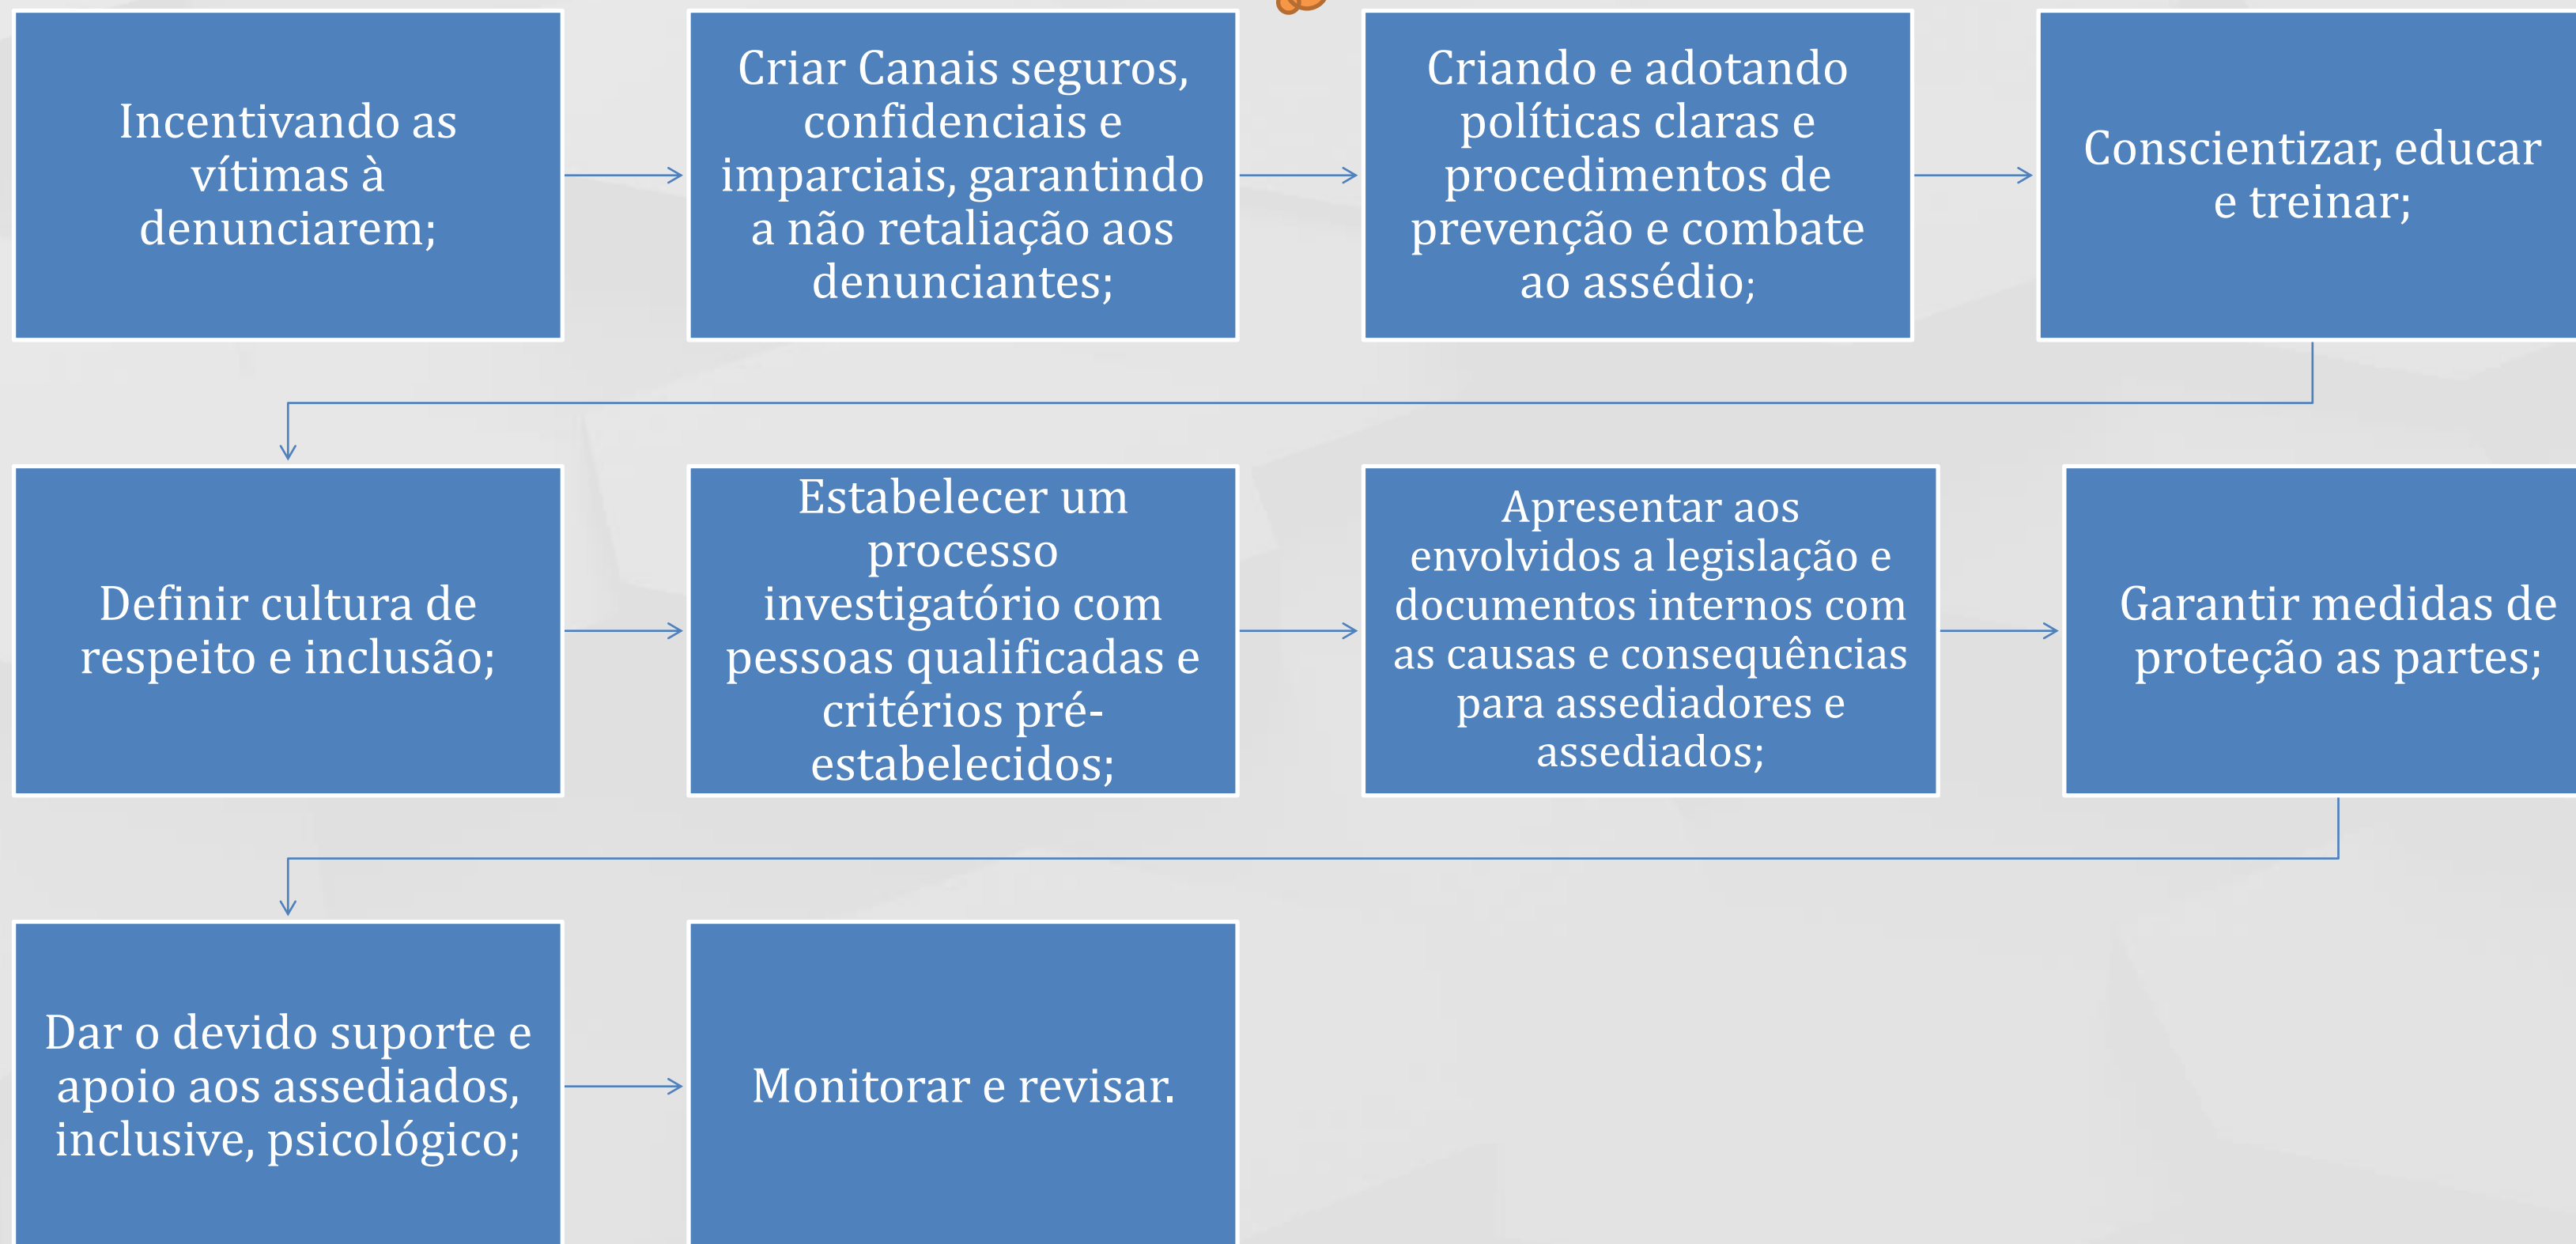 Incentivando as
vítimas à
denunciarem;
Criar Canais seguros,
confidenciais e
imparciais, garantindo
a não retaliação aos
denunciantes;
Criando e adotando
políticas claras e
procedimentos de
prevenção e combate
ao assédio;
Conscientizar, educar
e treinar;
Definir cultura de
respeito e inclusão;
Estabelecer um
processo
investigatório com
pessoas qualificadas e
critérios pré-
estabelecidos;
Apresentar aos
envolvidos a legislação e
documentos internos com
as causas e consequências
para assediadores e
assediados;
Garantir medidas de
proteção as partes;
Dar o devido suporte e
apoio aos assediados,
inclusive, psicológico;
Monitorar e revisar.